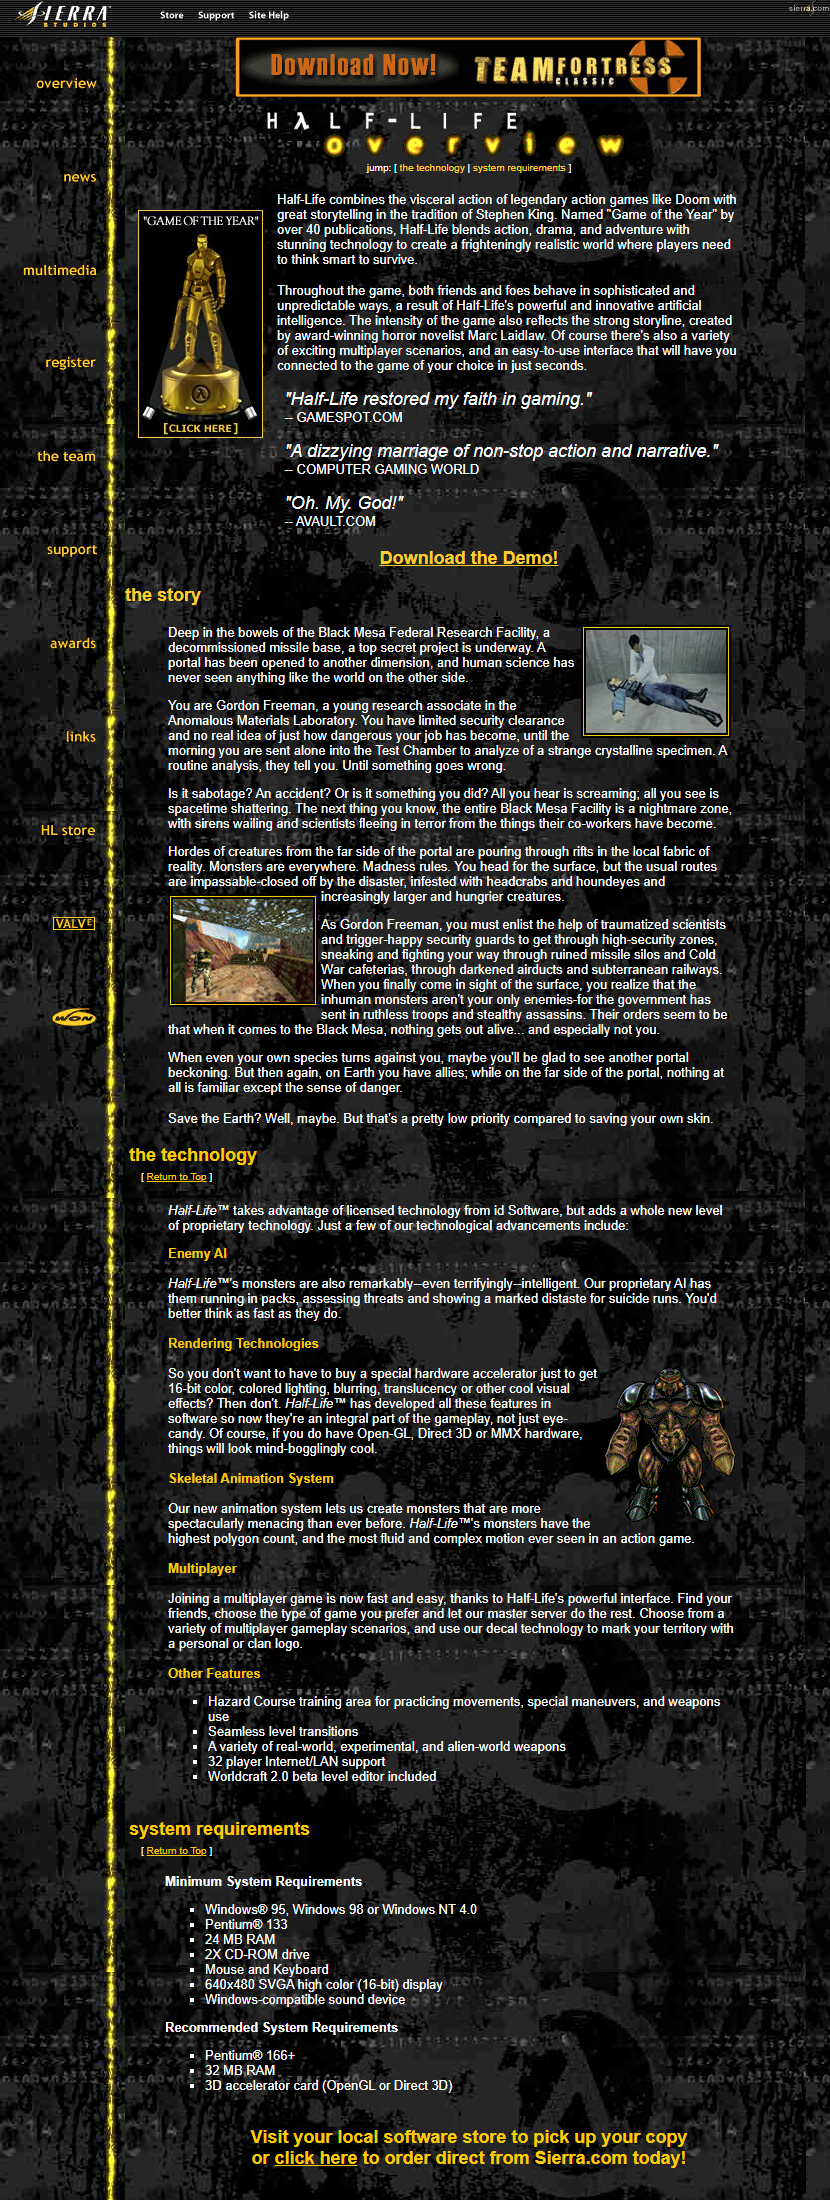 SIERRA
STUDIOS
Store Support Site Help
sierra.com
Download Now! TEAM FORTRESS
CLASSIC
overview
news
multimedia
register
the team
support
awards
links
HL store
VALVE
WON
HλLF-LIFE
overview
jump: [ the technology | system requirements ]
"GAME OF THE YEAR"
[CLICK HERE]
Half-Life combines the visceral action of legendary action games like Doom with
great storytelling in the tradition of Stephen King. Named "Game of the Year" by
over 40 publications, Half-Life blends action, drama, and adventure with
stunning technology to create a frighteningly realistic world where players need
to think smart to survive.
Throughout the game, both friends and foes behave in sophisticated and
unpredictable ways, a result of Half-Life's powerful and innovative artificial
intelligence. The intensity of the game also reflects the strong storyline, created
by award-winning horror novelist Marc Laidlaw. Of course there's also a variety
of exciting multiplayer scenarios, and an easy-to-use interface that will have you
connected to the game of your choice in just seconds.
"Half-Life restored my faith in gaming."
-- GAMESPOT.COM
"A dizzying marriage of non-stop action and narrative."
-- COMPUTER GAMING WORLD
"Oh. My. God!"
-- AVAULT.COM
Download the Demo!
the story
Deep in the bowels of the Black Mesa Federal Research Facility, a
decommissioned missile base, a top secret project is underway. A
portal has been opened to another dimension, and human science has
never seen anything like the world on the other side.
You are Gordon Freeman, a young research associate in the
Anomalous Materials Laboratory. You have limited security clearance
and no real idea of just how dangerous your job has become, until the
morning you are sent alone into the Test Chamber to analyze of a strange crystalline specimen. A
routine analysis, they tell you. Until something goes wrong.
Is it sabotage? An accident? Or is it something you did? All you hear is screaming; all you see is
spacetime shattering. The next thing you know, the entire Black Mesa Facility is a nightmare zone,
with sirens wailing and scientists fleeing in terror from the things their co-workers have become.
Hordes of creatures from the far side of the portal are pouring through rifts in the local fabric of
reality. Monsters are everywhere. Madness rules. You head for the surface, but the usual routes
are impassable-closed off by the disaster, infested with headcrabs and houndeyes and
increasingly larger and hungrier creatures.
As Gordon Freeman, you must enlist the help of traumatized scientists
and trigger-happy security guards to get through high-security zones,
sneaking and fighting your way through ruined missile silos and Cold
War cafeterias, through darkened airducts and subterranean railways.
When you finally come in sight of the surface, you realize that the
inhuman monsters aren't your only enemies-for the government has
sent in ruthless troops and stealthy assassins. Their orders seem to be
that when it comes to the Black Mesa, nothing gets out alive... and especially not you.
When even your own species turns against you, maybe you'll be glad to see another portal
beckoning. But then again, on Earth you have allies; while on the far side of the portal, nothing at
all is familiar except the sense of danger.
Save the Earth? Well, maybe. But that's a pretty low priority compared to saving your own skin.
the technology
[ Return to Top ]
Half-Life™ takes advantage of licensed technology from id Software, but adds a whole new level
of proprietary technology. Just a few of our technological advancements include:
Enemy AI
Half-Life™'s monsters are also remarkably--even terrifyingly--intelligent. Our proprietary AI has
them running in packs, assessing threats and showing a marked distaste for suicide runs. You'd
better think as fast as they do.
Rendering Technologies
So you don't want to have to buy a special hardware accelerator just to get
16-bit color, colored lighting, blurring, translucency or other cool visual
effects? Then don't. Half-Life™ has developed all these features in
software so now they're an integral part of the gameplay, not just eye-
candy. Of course, if you do have Open-GL, Direct 3D or MMX hardware,
things will look mind-bogglingly cool.
Skeletal Animation System
Our new animation system lets us create monsters that are more
spectacularly menacing than ever before. Half-Life™'s monsters have the
highest polygon count, and the most fluid and complex motion ever seen in an action game.
Multiplayer
Joining a multiplayer game is now fast and easy, thanks to Half-Life's powerful interface. Find your
friends, choose the type of game you prefer and let our master server do the rest. Choose from a
variety of multiplayer gameplay scenarios, and use our decal technology to mark your territory with
a personal or clan logo.
Other Features
Hazard Course training area for practicing movements, special maneuvers, and weapons
use
Seamless level transitions
A variety of real-world, experimental, and alien-world weapons
32 player Internet/LAN support
Worldcraft 2.0 beta level editor included
system requirements
[ Return to Top ]
Minimum System Requirements
Windows® 95, Windows 98 or Windows NT 4.0
Pentium® 133
24 MB RAM
2X CD-ROM drive
Mouse and Keyboard
640x480 SVGA high color (16-bit) display
Windows-compatible sound device
Recommended System Requirements
Pentium® 166+
32 MB RAM
3D accelerator card (OpenGL or Direct 3D)
Visit your local software store to pick up your copy
or click here to order direct from Sierra.com today!